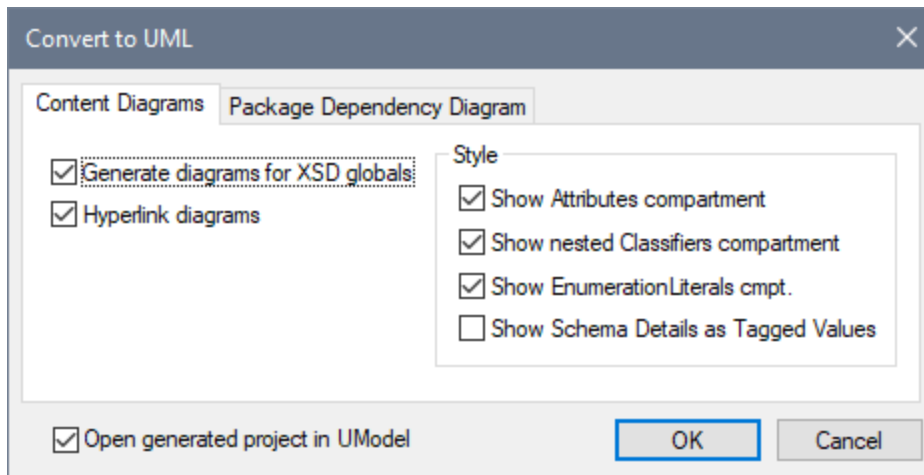 Convert to UML
Content Diagrams
Package Dependency Diagram
Generate diagrams for XSD globals
Hyperlink diagrams
Style
Show Attributes compartment
Show nested Classifiers compartment
Show EnumerationLiterals cmpt.
Show Schema Details as Tagged Values
Open generated project in UModel
OK
Cancel